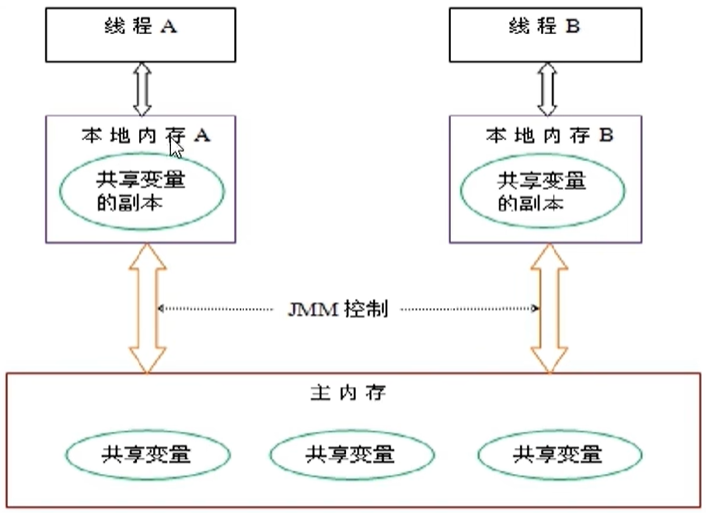 线程 A
线程 B
本地内存 A
本地内存 B
共享变量
的副本
共享变量
的副本
JMM 控制
主内存
共享变量
共享变量
共享变量